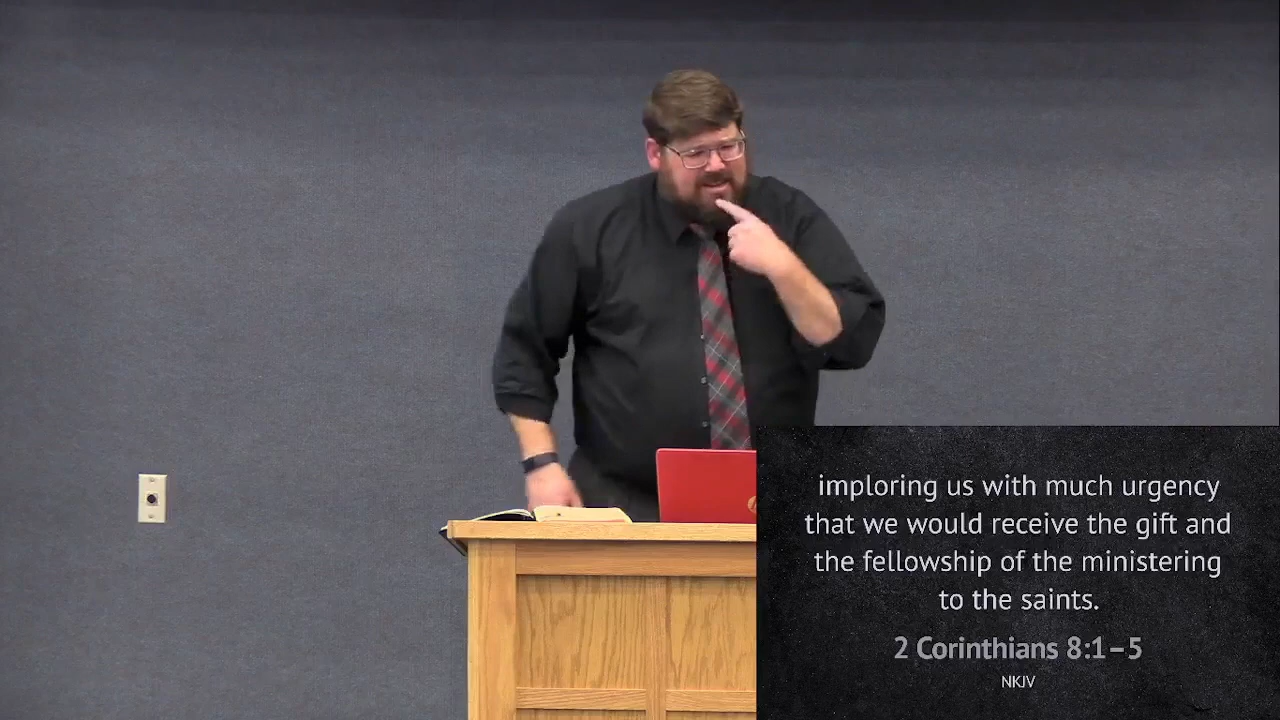 imploring us with much urgency
that we would receive the gift and
the fellowship of the ministering
to the saints.
2 Corinthians 8:1–5
NKJV